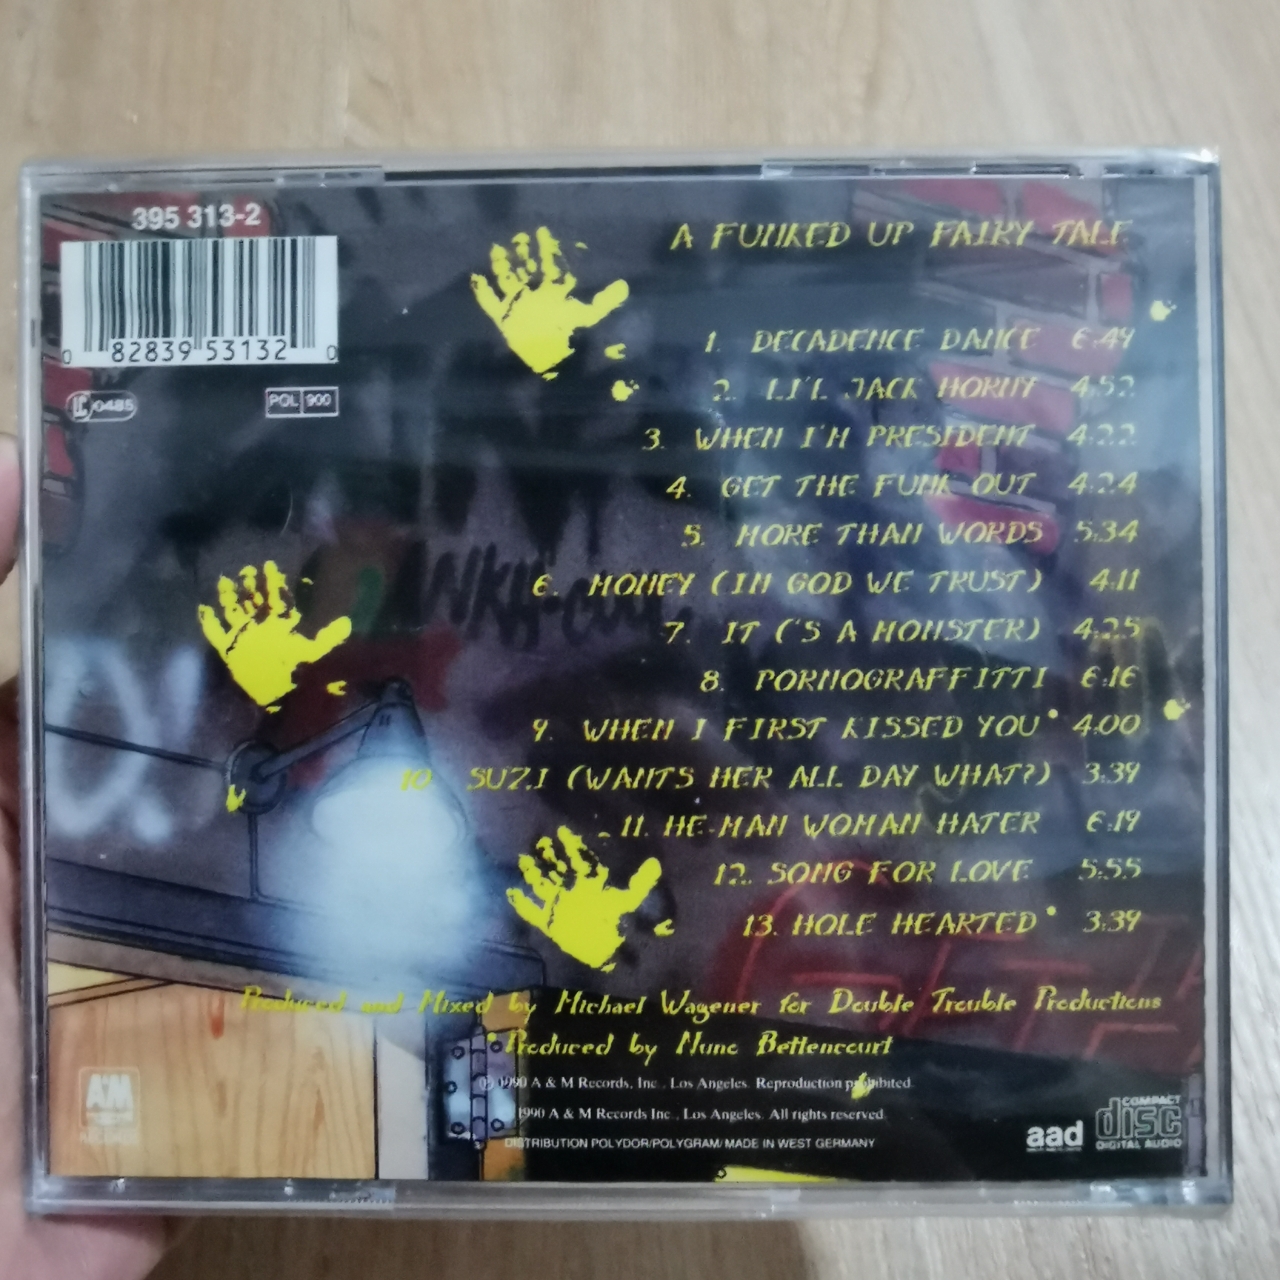 395 313-2
0 82839 53132 0
LC 0485
POL 900
A FUNKED UP FAIRY TALE
1. DECADENCE DANCE 6:49
2. LI'L JACK HORNY 4:52
3. WHEN I'M PRESIDENT 4:22
4. GET THE FUNK OUT 4:24
5. MORE THAN WORDS 5:34
6. MONEY (IN GOD WE TRUST) 4:11
7. IT ('S A MONSTER) 4:25
8. PORNOGRAFFITTI 6:16
9. WHEN I FIRST KISSED YOU• 4:00
10. SUZI (WANTS HER ALL DAY WHAT?) 3:39
11. HE-MAN WOMAN HATER 6:19
12. SONG FOR LOVE 5:55
13. HOLE HEARTED• 3:39
Produced and Mixed by Michael Wagener for Double Trouble Productions
•Produced by Nuno Bettencourt
℗ 1990 A & M Records, Inc., Los Angeles. Reproduction prohibited.
1990 A & M Records Inc., Los Angeles. All rights reserved.
DISTRIBUTION POLYDOR/POLYGRAM/MADE IN WEST GERMANY
A&M
RECORDS
aad
COMPACT
disc
DIGITAL AUDIO